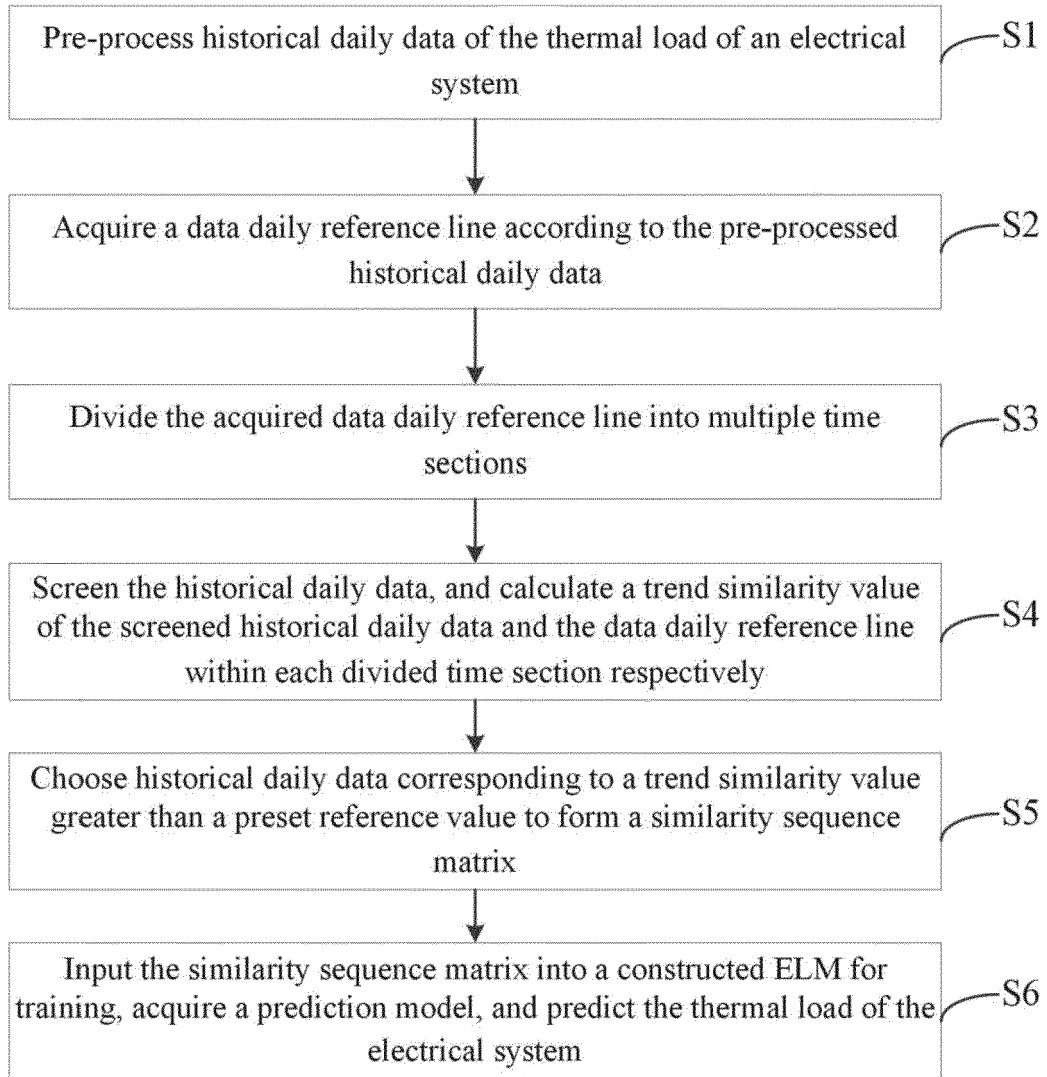 Pre-process historical daily data of the thermal load of an electrical
system
S1
Acquire a data daily reference line according to the pre-processed
historical daily data
S2
Divide the acquired data daily reference line into multiple time
sections
S3
Screen the historical daily data, and calculate a trend similarity value
of the screened historical daily data and the data daily reference line
within each divided time section respectively
S4
Choose historical daily data corresponding to a trend similarity value
greater than a preset reference value to form a similarity sequence
matrix
S5
Input the similarity sequence matrix into a constructed ELM for
training, acquire a prediction model, and predict the thermal load of the
electrical system
S6